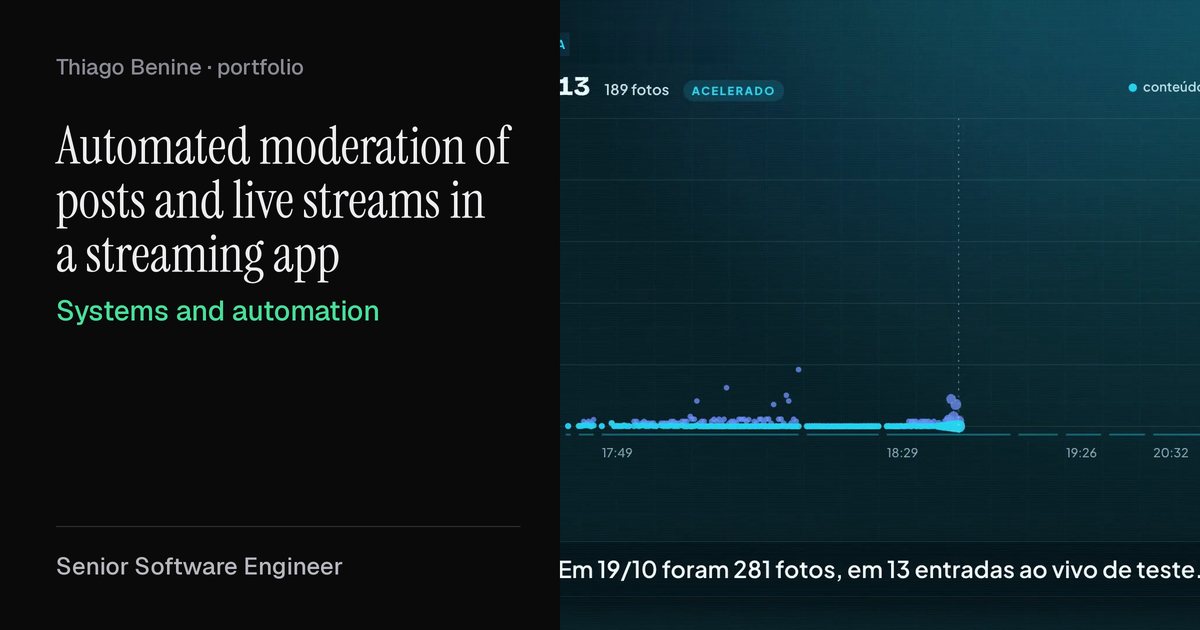 Thiago Benine · portfolio
Automated moderation of
posts and live streams in
a streaming app
Systems and automation
Senior Software Engineer
A
13 189 fotos ACELERADO
17:49 18:29 19:26 20:32
Em 19/10 foram 281 fotos, em 13 entradas ao vivo de teste.